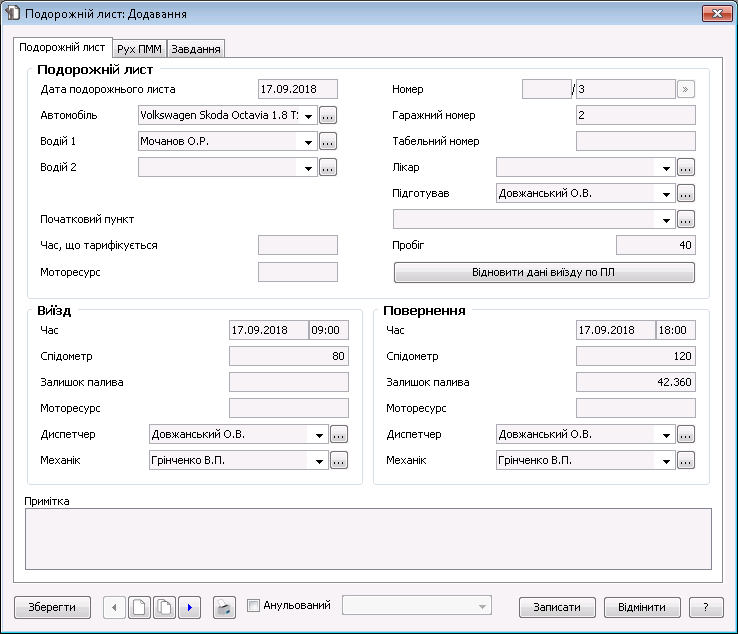 Подорожній лист: Додавання
Подорожній лист Рух ПММ Завдання
Подорожній лист
Дата подорожнього листа 17.09.2018 Номер / 3 »
Автомобіль Volkswagen Skoda Octavia 1.8 T: ... Гаражний номер 2
Водій 1 Мочанов О.Р. ... Табельний номер
Водій 2 ... Лікар ...
Підготував Довжанський О.В. ...
Початковий пункт ...
Час, що тарифікується Пробіг 40
Моторесурс Відновити дані виїзду по ПЛ
Виїзд Повернення
Час 17.09.2018 09:00 Час 17.09.2018 18:00
Спідометр 80 Спідометр 120
Залишок палива Залишок палива 42.360
Моторесурс Моторесурс
Диспетчер Довжанський О.В. ... Диспетчер Довжанський О.В. ...
Механік Грінченко В.П. ... Механік Грінченко В.П. ...
Примітка
Зберегти Анульований Записати Відмінити ?